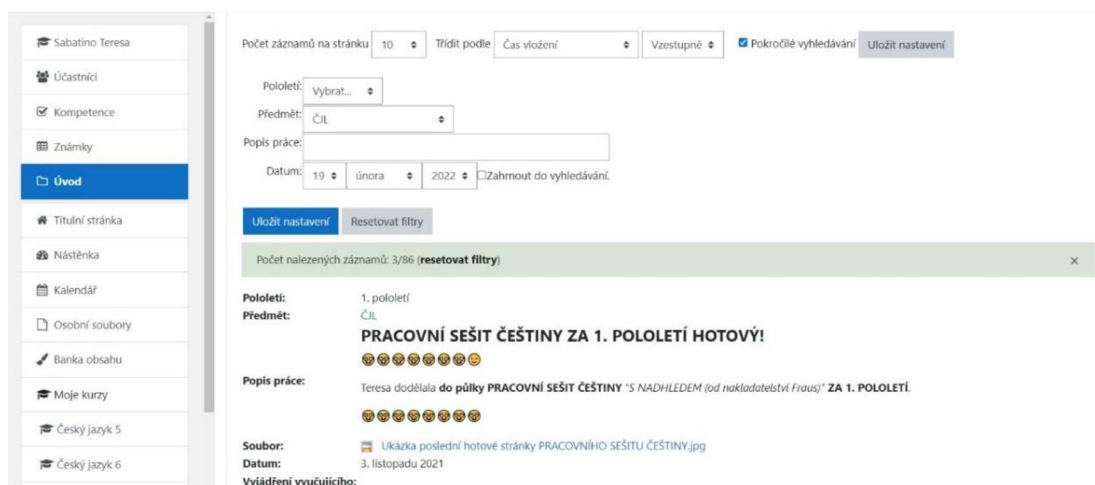 Sabatino Teresa
Účastníci
Kompetence
Známky
Úvod
Titulní stránka
Nástěnka
Kalendář
Osobní soubory
Banka obsahu
Moje kurzy
Český jazyk 5
Český jazyk 6
Počet záznamů na stránku 10 Třídit podle Čas vložení Vzestupně Pokročilé vyhledávání Uložit nastavení
Pololetí: Vybrat...
Předmět: ČJL
Popis práce:
Datum: 19 února 2022 Zahrnout do vyhledávání.
Uložit nastavení Resetovat filtry
Počet nalezených záznamů: 3/86 (resetovat filtry) ×
Pololetí: 1. pololetí
Předmět: ČJL
PRACOVNÍ SEŠIT ČEŠTINY ZA 1. POLOLETÍ HOTOVÝ!
Popis práce: Teresa dodělala do půlky PRACOVNÍ SEŠIT ČEŠTINY "S NADHLEDEM (od nakladatelství Fraus)" ZA 1. POLOLETÍ.
Soubor: Ukázka poslední hotové stránky PRACOVNÍHO SEŠITU ČEŠTINY.jpg
Datum: 3. listopadu 2021
Vyjádření vyučujícího: